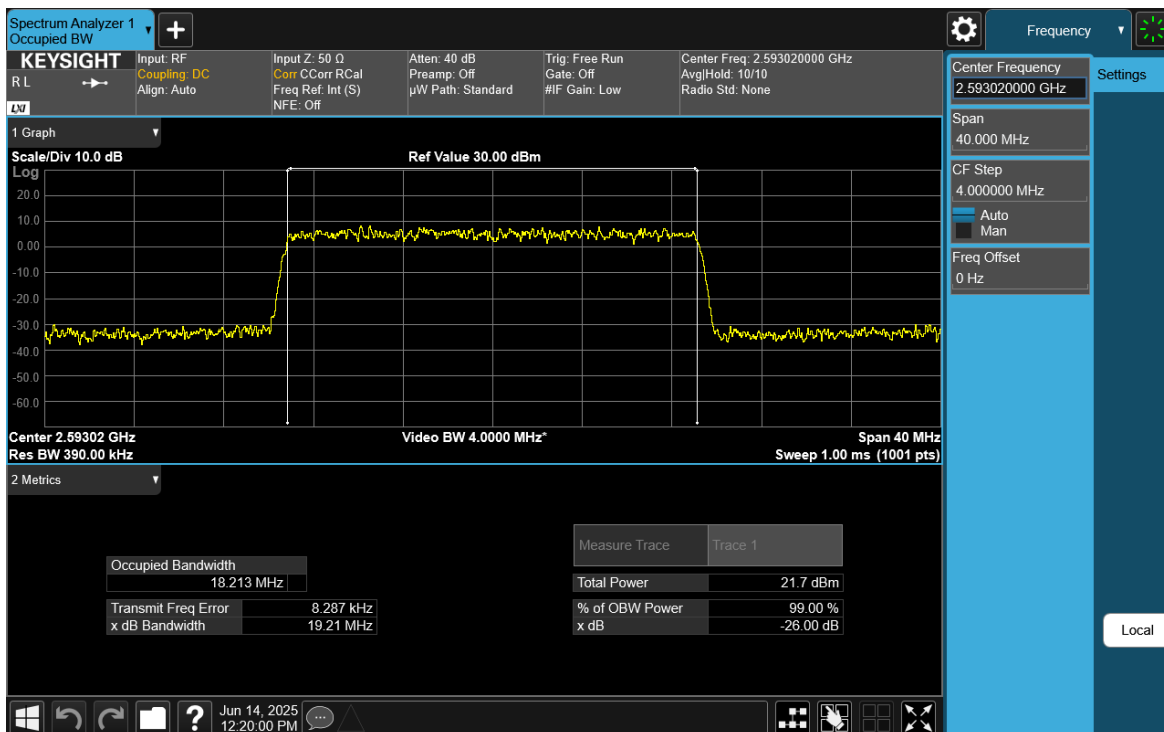 Spectrum Analyzer 1
Occupied BW
+
Frequency
KEYSIGHT
R L
LXI
Input: RF
Coupling: DC
Align: Auto
Input Z: 50 Ω
Corr CCorr RCal
Freq Ref: Int (S)
NFE: Off
Atten: 40 dB
Preamp: Off
µW Path: Standard
Trig: Free Run
Gate: Off
#IF Gain: Low
Center Freq: 2.593020000 GHz
Avg|Hold: 10/10
Radio Std: None
Center Frequency
2.593020000 GHz
Settings
Span
40.000 MHz
CF Step
4.000000 MHz
Auto
Man
Freq Offset
0 Hz
1 Graph
Scale/Div 10.0 dB
Ref Value 30.00 dBm
Log
20.0
10.0
0.00
-10.0
-20.0
-30.0
-40.0
-50.0
-60.0
Center 2.59302 GHz
Video BW 4.0000 MHz*
Span 40 MHz
Res BW 390.00 kHz
Sweep 1.00 ms (1001 pts)
2 Metrics
Measure Trace
Trace 1
Occupied Bandwidth
18.213 MHz
Total Power
21.7 dBm
Transmit Freq Error
8.287 kHz
% of OBW Power
99.00 %
x dB Bandwidth
19.21 MHz
x dB
-26.00 dB
Local
?
Jun 14, 2025
12:20:00 PM